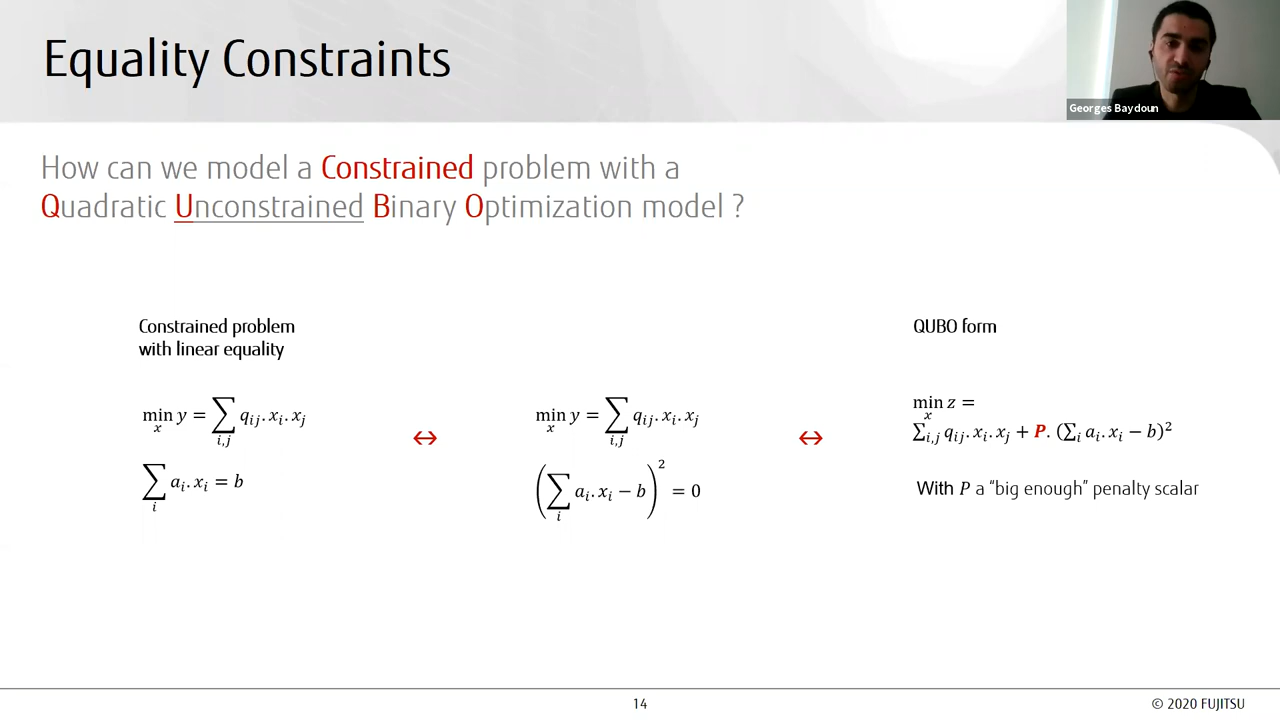 Equality Constraints
Georges Baydoun
How can we model a Constrained problem with a
Quadratic Unconstrained Binary Optimization model ?
Constrained problem
with linear equality
min_x y = ∑_{i,j} q_{ij}. x_i. x_j
∑_i a_i. x_i = b
↔
min_x y = ∑_{i,j} q_{ij}. x_i. x_j
(∑_i a_i. x_i − b)^2 = 0
↔
QUBO form
min_x z =
∑_{i,j} q_{ij}. x_i. x_j + P. (∑_i a_i. x_i − b)^2
With P a “big enough” penalty scalar
14
© 2020 FUJITSU